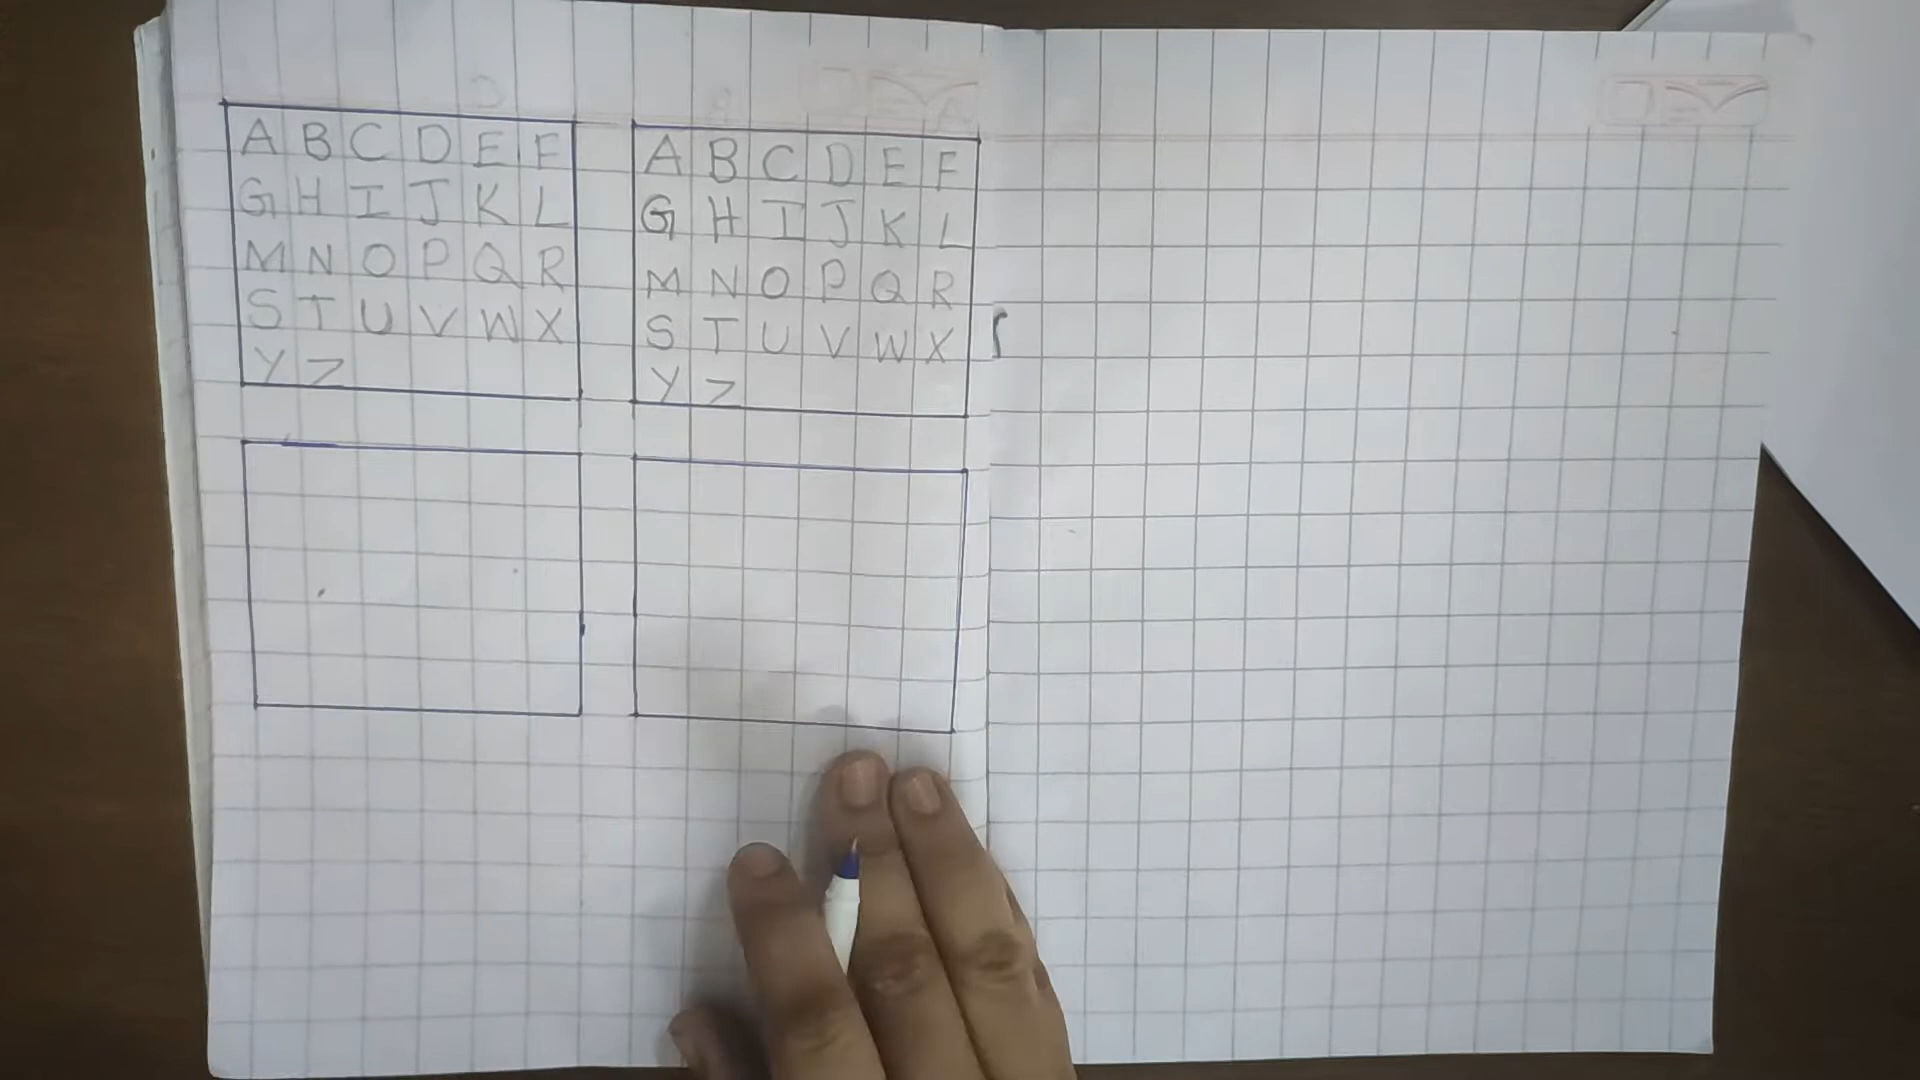 A B C D E F
G H I J K L
M N O P Q R
S T U V W X
Y Z
A B C D E F
G H I J K L
M N O P Q R
S T U V W X
Y Z